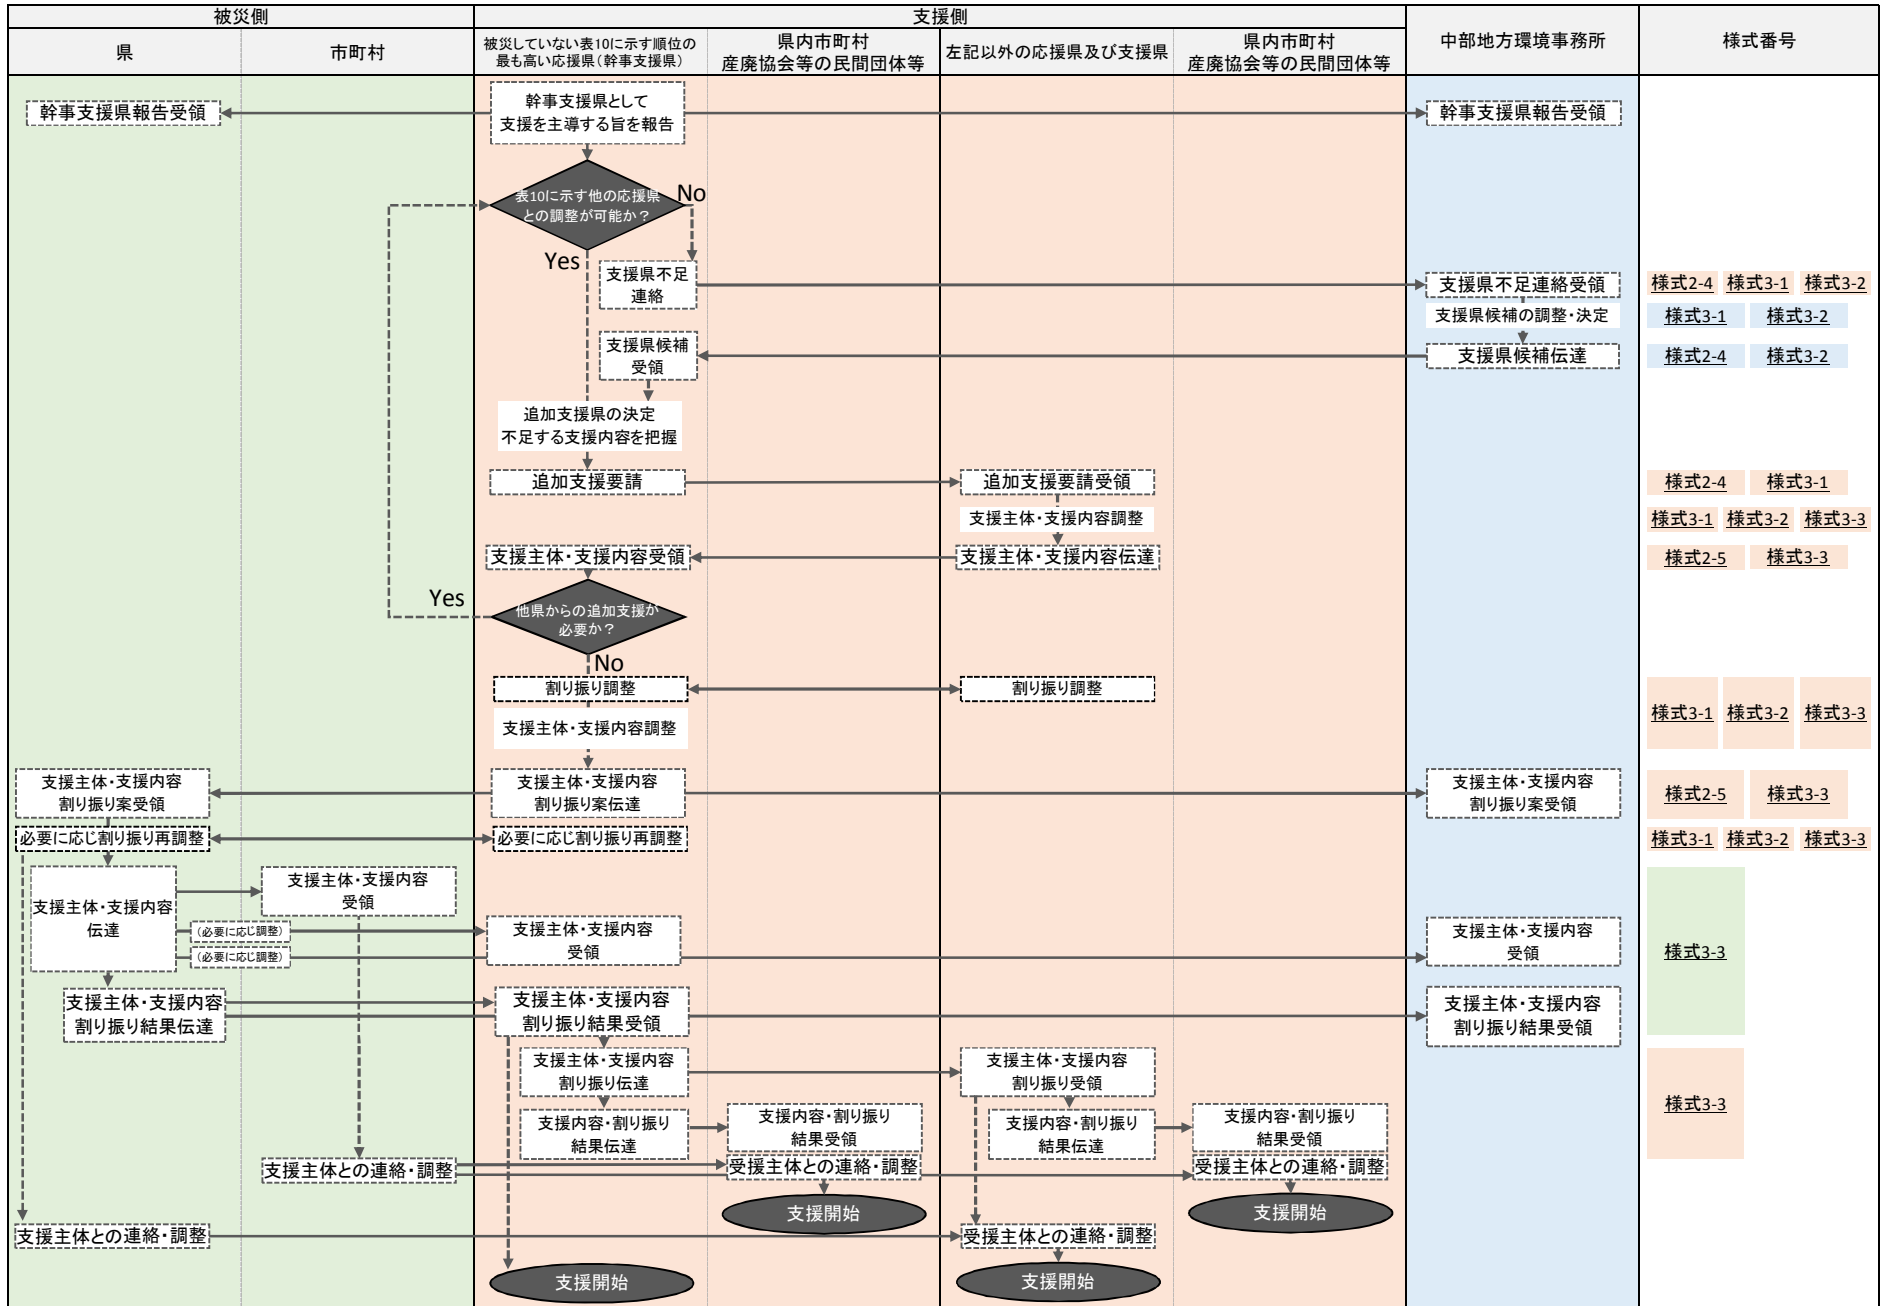 被災側
支援側
県
市町村
被災していない表10に示す順位の
最も高い応援県(幹事支援県)
県内市町村
産廃協会等の民間団体等
左記以外の応援県及び支援県
県内市町村
産廃協会等の民間団体等
中部地方環境事務所
様式番号
幹事支援県報告受領
幹事支援県として
支援を主導する旨を報告
幹事支援県報告受領
表10に示す他の応援県
との調整が可能か？
No
Yes
支援県不足
連絡
支援県不足連絡受領
様式2-4 様式3-1 様式3-2
支援県候補の調整・決定
様式3-1 様式3-2
支援県候補
受領
支援県候補伝達
様式2-4 様式3-2
追加支援県の決定
不足する支援内容を把握
追加支援要請
追加支援要請受領
様式2-4 様式3-1
支援主体・支援内容調整
様式3-1 様式3-2 様式3-3
支援主体・支援内容受領
支援主体・支援内容伝達
様式2-5 様式3-3
Yes
他県からの追加支援が
必要か？
No
割り振り調整
割り振り調整
支援主体・支援内容調整
様式3-1 様式3-2 様式3-3
支援主体・支援内容
割り振り案受領
支援主体・支援内容
割り振り案伝達
支援主体・支援内容
割り振り案受領
様式2-5 様式3-3
必要に応じ割り振り再調整
必要に応じ割り振り再調整
様式3-1 様式3-2 様式3-3
支援主体・支援内容
伝達
支援主体・支援内容
受領
(必要に応じ調整)
(必要に応じ調整)
支援主体・支援内容
受領
支援主体・支援内容
受領
様式3-3
支援主体・支援内容
割り振り結果伝達
支援主体・支援内容
割り振り結果受領
支援主体・支援内容
割り振り結果受領
支援主体・支援内容
割り振り伝達
支援主体・支援内容
割り振り受領
様式3-3
支援内容・割り振り
結果伝達
支援内容・割り振り
結果受領
支援内容・割り振り
結果伝達
支援内容・割り振り
結果受領
支援主体との連絡・調整
受援主体との連絡・調整
受援主体との連絡・調整
支援開始
支援開始
支援主体との連絡・調整
受援主体との連絡・調整
支援開始
支援開始